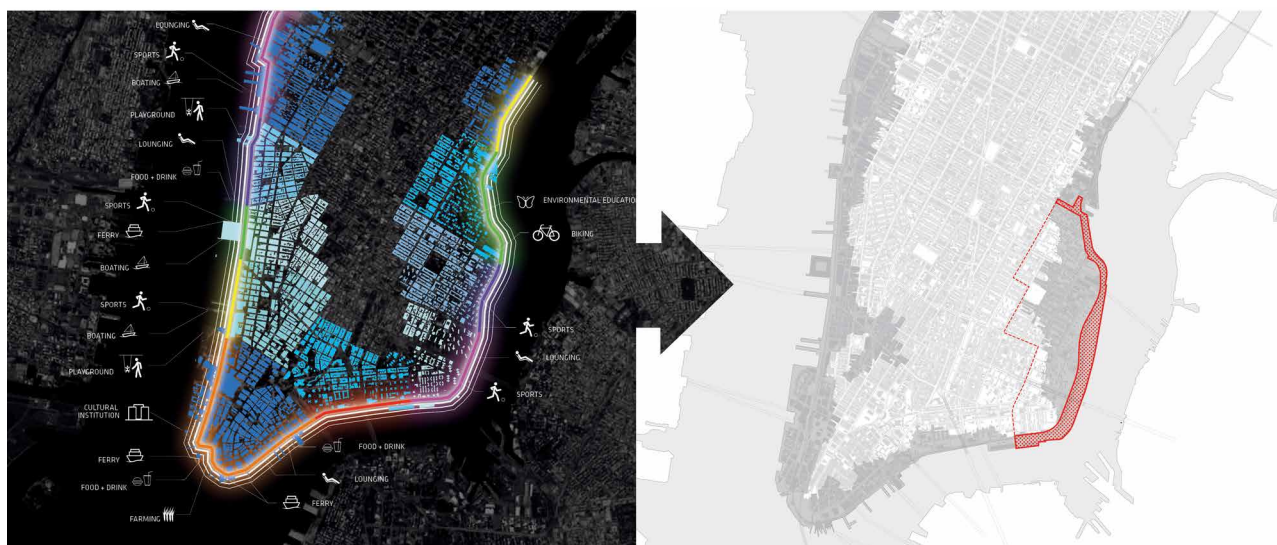 LOUNGING
SPORTS
BOATING
PLAYGROUND
LOUNGING
FOOD + DRINK
SPORTS
FERRY
BOATING
SPORTS
BOATING
PLAYGROUND
CULTURAL
INSTITUTION
FERRY
FOOD + DRINK
FARMING
ENVIRONMENTAL EDUCATIO
BIKING
SPORTS
LOUNGING
SPORTS
FOOD + DRINK
LOUNGING
FERRY